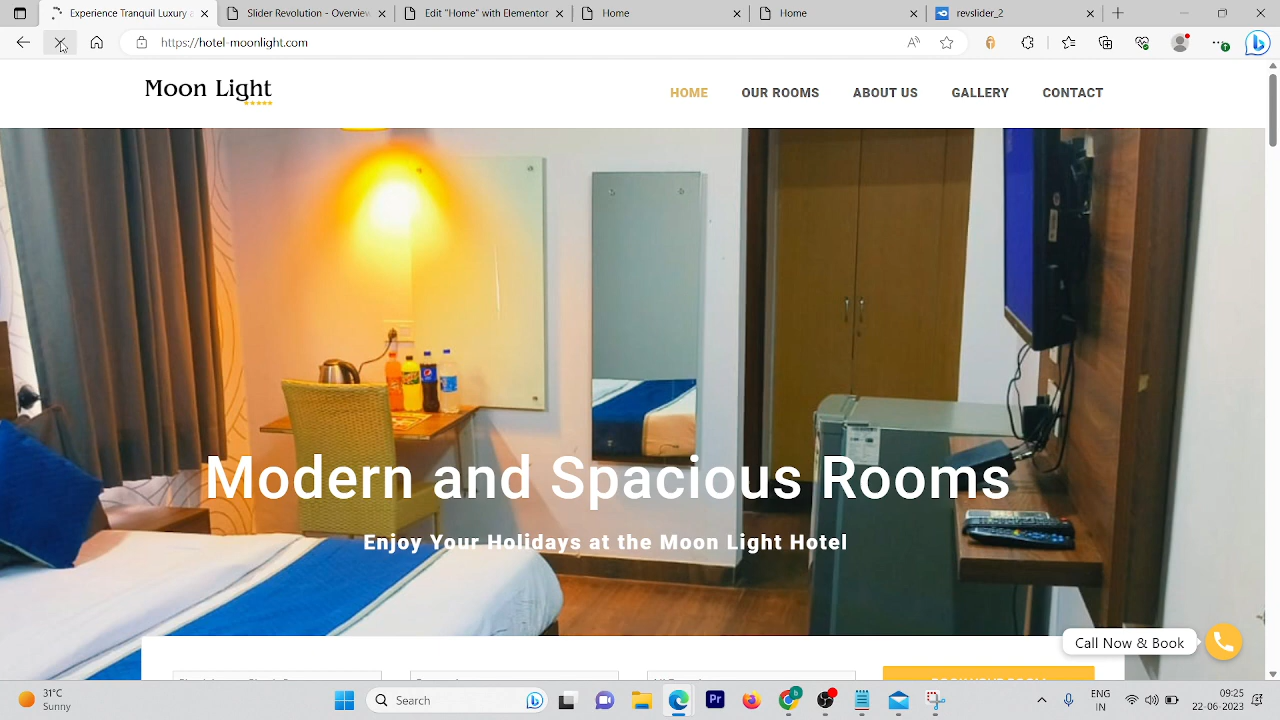 Experience Tranquil Luxury
Slider Revolution - Overview
Edit "Home" with Elementor
Home
Home
revslider_2
https://hotel-moonlight.com
Moon Light
HOME
OUR ROOMS
ABOUT US
GALLERY
CONTACT
Modern and Spacious Rooms
Enjoy Your Holidays at the Moon Light Hotel
Call Now & Book
31°C
Sunny
Search
Pr
ENG
IN
09:25
22-06-2023